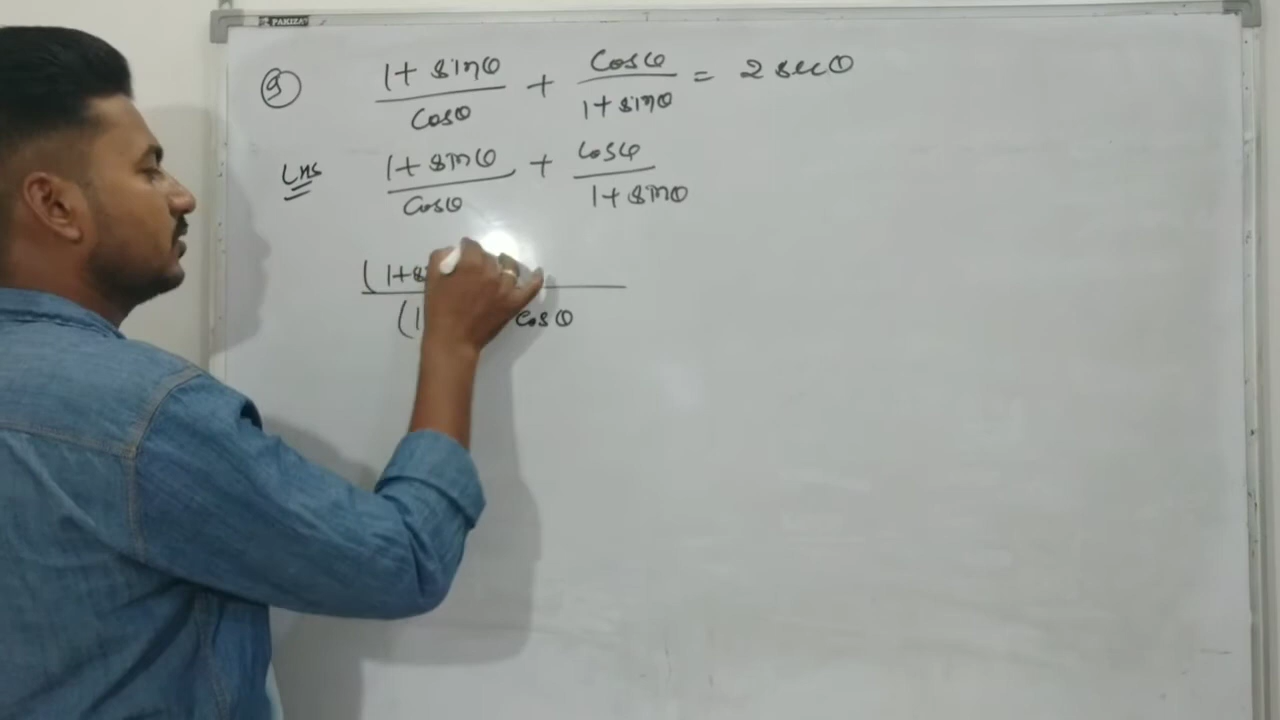 PAKIZA
9 (1+ sinθ)/cosθ + cosθ/(1+ sinθ) = 2 secθ
LHS (1+ sinθ)/cosθ + cosθ/(1+ sinθ)
(1+s
(1 cosθ